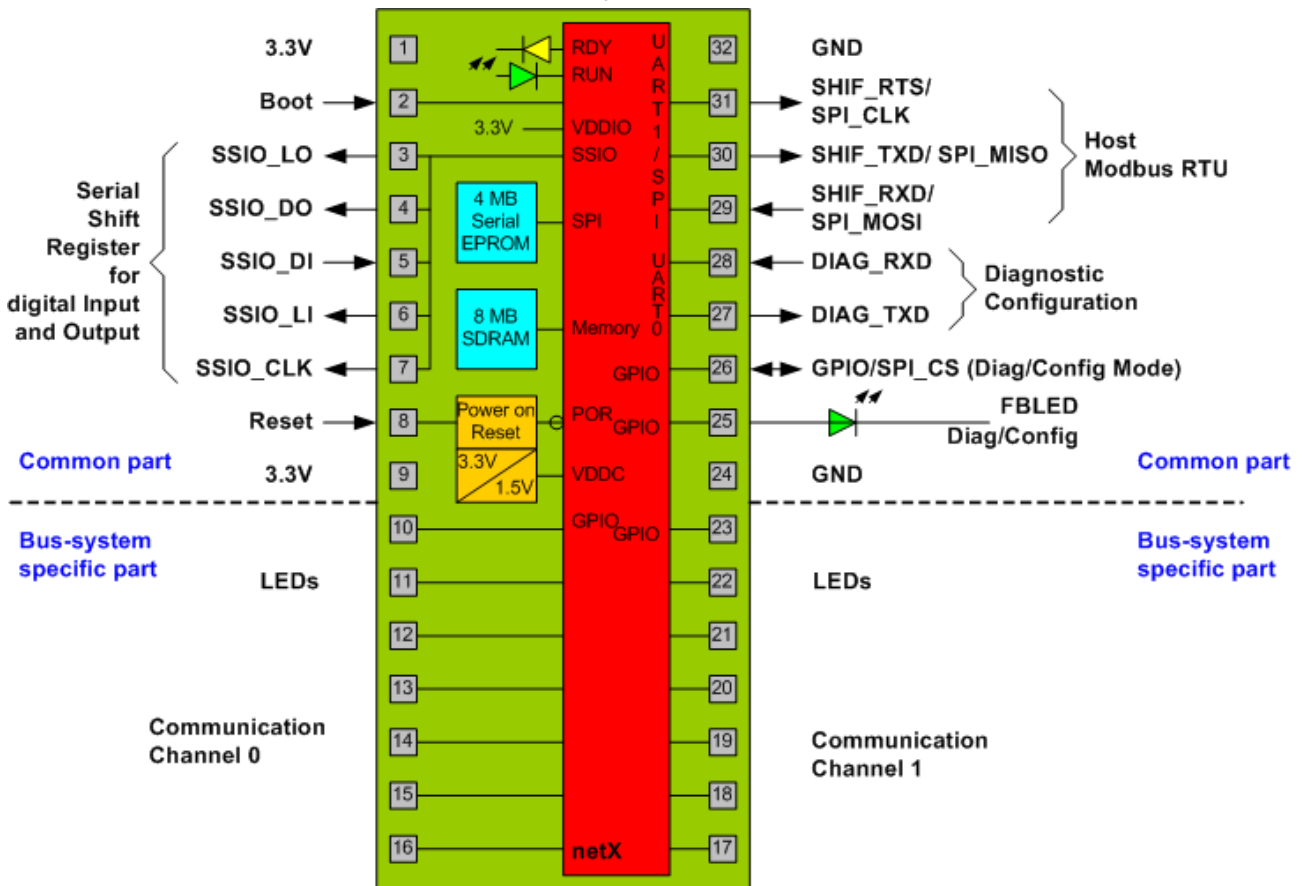 3.3V
1
RDY
32
GND
RUN
Boot
2
31
SHIF_RTS/
SPI_CLK
3.3V
VDDIO
SSIO_LO
3
SSIO
30
SHIF_TXD/ SPI_MISO
Host
Modbus RTU
SSIO_DO
4
4 MB
Serial
EPROM
SPI
29
SHIF_RXD/
SPI_MOSI
UART1/SPI
Serial
Shift
Register
for
digital Input
and Output
SSIO_DI
5
UART0
28
DIAG_RXD
Diagnostic
Configuration
SSIO_LI
6
8 MB
SDRAM
Memory
27
DIAG_TXD
SSIO_CLK
7
GPIO
26
GPIO/SPI_CS (Diag/Config Mode)
Reset
8
Power on
Reset
POR
GPIO
25
FBLED
Diag/Config
Common part
3.3V
9
3.3V
1.5V
VDDC
24
GND
Common part
Bus-system
specific part
10
GPIO
GPIO
23
Bus-system
specific part
LEDs
11
22
LEDs
12
21
13
20
Communication
Channel 0
14
19
Communication
Channel 1
15
18
16
netX
17